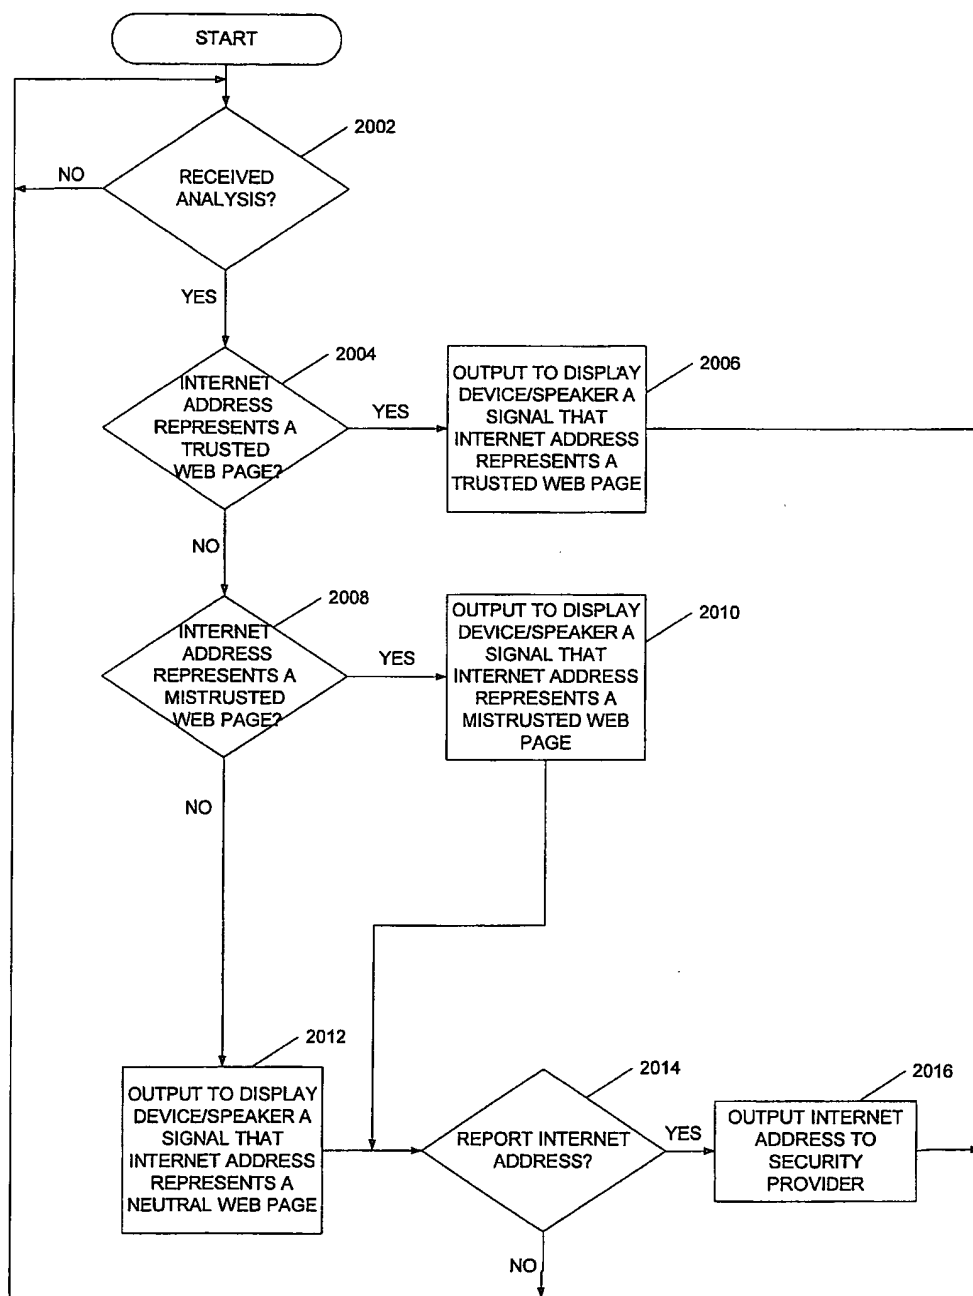 START
2002
NO
RECEIVED
ANALYSIS?
YES
2004
INTERNET
ADDRESS
REPRESENTS A
TRUSTED
WEB PAGE?
YES
OUTPUT TO DISPLAY
DEVICE/SPEAKER A
SIGNAL THAT
INTERNET ADDRESS
REPRESENTS A
TRUSTED WEB PAGE
2006
NO
2008
INTERNET
ADDRESS
REPRESENTS A
MISTRUSTED
WEB PAGE?
YES
OUTPUT TO DISPLAY
DEVICE/SPEAKER A
SIGNAL THAT
INTERNET ADDRESS
REPRESENTS A
MISTRUSTED WEB
PAGE
2010
NO
2012
OUTPUT TO DISPLAY
DEVICE/SPEAKER A
SIGNAL THAT
INTERNET ADDRESS
REPRESENTS A
NEUTRAL WEB PAGE
2014
REPORT INTERNET
ADDRESS?
YES
2016
OUTPUT INTERNET
ADDRESS TO
SECURITY
PROVIDER
NO